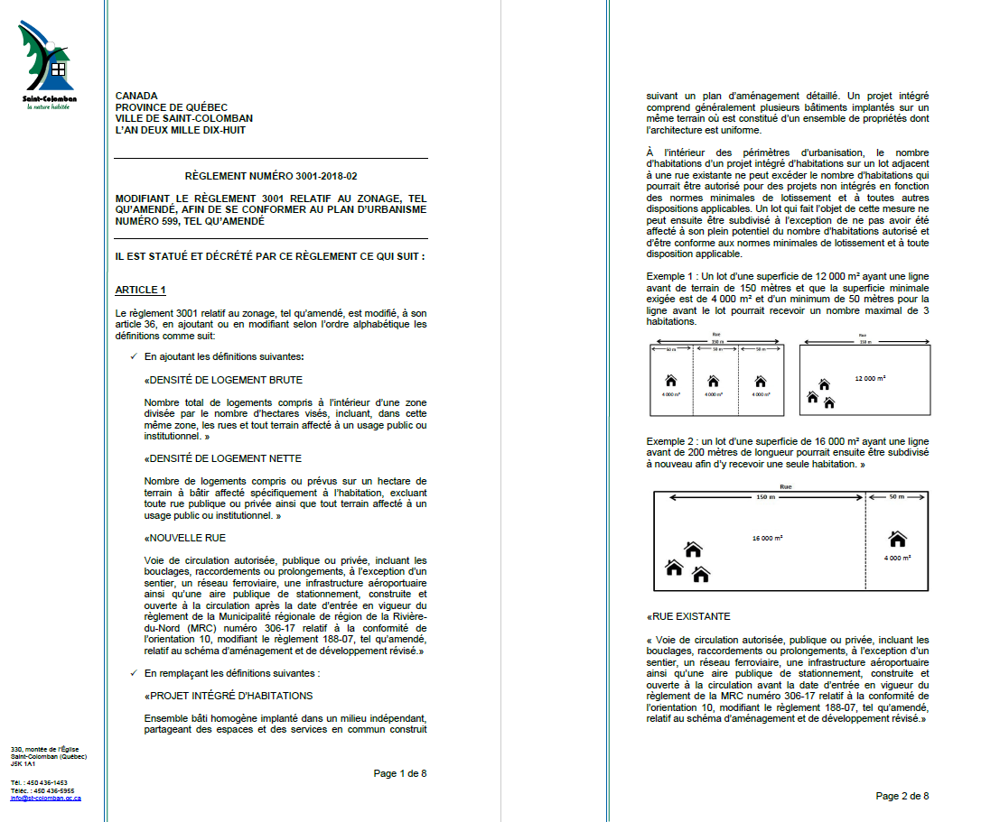 Saint-Colomban
la nature habitée
CANADA
PROVINCE DE QUÉBEC
VILLE DE SAINT-COLOMBAN
L'AN DEUX MILLE DIX-HUIT
RÈGLEMENT NUMÉRO 3001-2018-02
MODIFIANT LE RÈGLEMENT 3001 RELATIF AU ZONAGE, TEL
QU'AMENDÉ, AFIN DE SE CONFORMER AU PLAN D'URBANISME
NUMÉRO 599, TEL QU'AMENDÉ
IL EST STATUÉ ET DÉCRÉTÉ PAR CE RÈGLEMENT CE QUI SUIT :
ARTICLE 1
Le règlement 3001 relatif au zonage, tel qu'amendé, est modifié, à son
article 36, en ajoutant ou en modifiant selon l'ordre alphabétique les
définitions comme suit:
✓ En ajoutant les définitions suivantes:
«DENSITÉ DE LOGEMENT BRUTE
Nombre total de logements compris à l'intérieur d'une zone
divisée par le nombre d'hectares visés, incluant, dans cette
même zone, les rues et tout terrain affecté à un usage public ou
institutionnel. »
«DENSITÉ DE LOGEMENT NETTE
Nombre de logements compris ou prévus sur un hectare de
terrain à bâtir affecté spécifiquement à l'habitation, excluant
toute rue publique ou privée ainsi que tout terrain affecté à un
usage public ou institutionnel. »
«NOUVELLE RUE
Voie de circulation autorisée, publique ou privée, incluant les
bouclages, raccordements ou prolongements, à l'exception d'un
sentier, un réseau ferroviaire, une infrastructure aéroportuaire
ainsi qu'une aire publique de stationnement, construite et
ouverte à la circulation après la date d'entrée en vigueur du
règlement de la Municipalité régionale de région de la Rivière-
du-Nord (MRC) numéro 306-17 relatif à la conformité de
l'orientation 10, modifiant le règlement 188-07, tel qu'amendé,
relatif au schéma d'aménagement et de développement révisé.»
✓ En remplaçant les définitions suivantes :
«PROJET INTÉGRÉ D'HABITATIONS
Ensemble bâti homogène implanté dans un milieu indépendant,
partageant des espaces et des services en commun construit
330, montée de l'Église
Saint-Colomban (Québec)
J5K 1A1
Tél. : 450 436-1453
Téléc. : 450 436-5955
info@st-colomban.qc.ca
Page 1 de 8
suivant un plan d'aménagement détaillé. Un projet intégré
comprend généralement plusieurs bâtiments implantés sur un
même terrain où est constitué d'un ensemble de propriétés dont
l'architecture est uniforme.
À l'intérieur des périmètres d'urbanisation, le nombre
d'habitations d'un projet intégré d'habitations sur un lot adjacent
à une rue existante ne peut excéder le nombre d'habitations qui
pourrait être autorisé pour des projets non intégrés en fonction
des normes minimales de lotissement et à toutes autres
dispositions applicables. Un lot qui fait l'objet de cette mesure ne
peut ensuite être subdivisé à l'exception de ne pas avoir été
affecté à son plein potentiel du nombre d'habitations autorisé et
d'être conforme aux normes minimales de lotissement et à toute
disposition applicable.
Exemple 1 : Un lot d'une superficie de 12 000 m² ayant une ligne
avant de terrain de 150 mètres et que la superficie minimale
exigée est de 4 000 m² et d'un minimum de 50 mètres pour la
ligne avant le lot pourrait recevoir un nombre maximal de 3
habitations.
Rue
150 m
50 m 50 m 50 m
4 000 m² 4 000 m² 4 000 m²
Rue
150 m
12 000 m²
Exemple 2 : un lot d'une superficie de 16 000 m² ayant une ligne
avant de 200 mètres de longueur pourrait ensuite être subdivisé
à nouveau afin d'y recevoir une seule habitation. »
Rue
150 m 50 m
16 000 m²
4 000 m²
«RUE EXISTANTE
« Voie de circulation autorisée, publique ou privée, incluant les
bouclages, raccordements ou prolongements, à l'exception d'un
sentier, un réseau ferroviaire, une infrastructure aéroportuaire
ainsi qu'une aire publique de stationnement, construite et
ouverte à la circulation avant la date d'entrée en vigueur du
règlement de la MRC numéro 306-17 relatif à la conformité de
l'orientation 10, modifiant le règlement 188-07, tel qu'amendé,
relatif au schéma d'aménagement et de développement révisé.»
Page 2 de 8